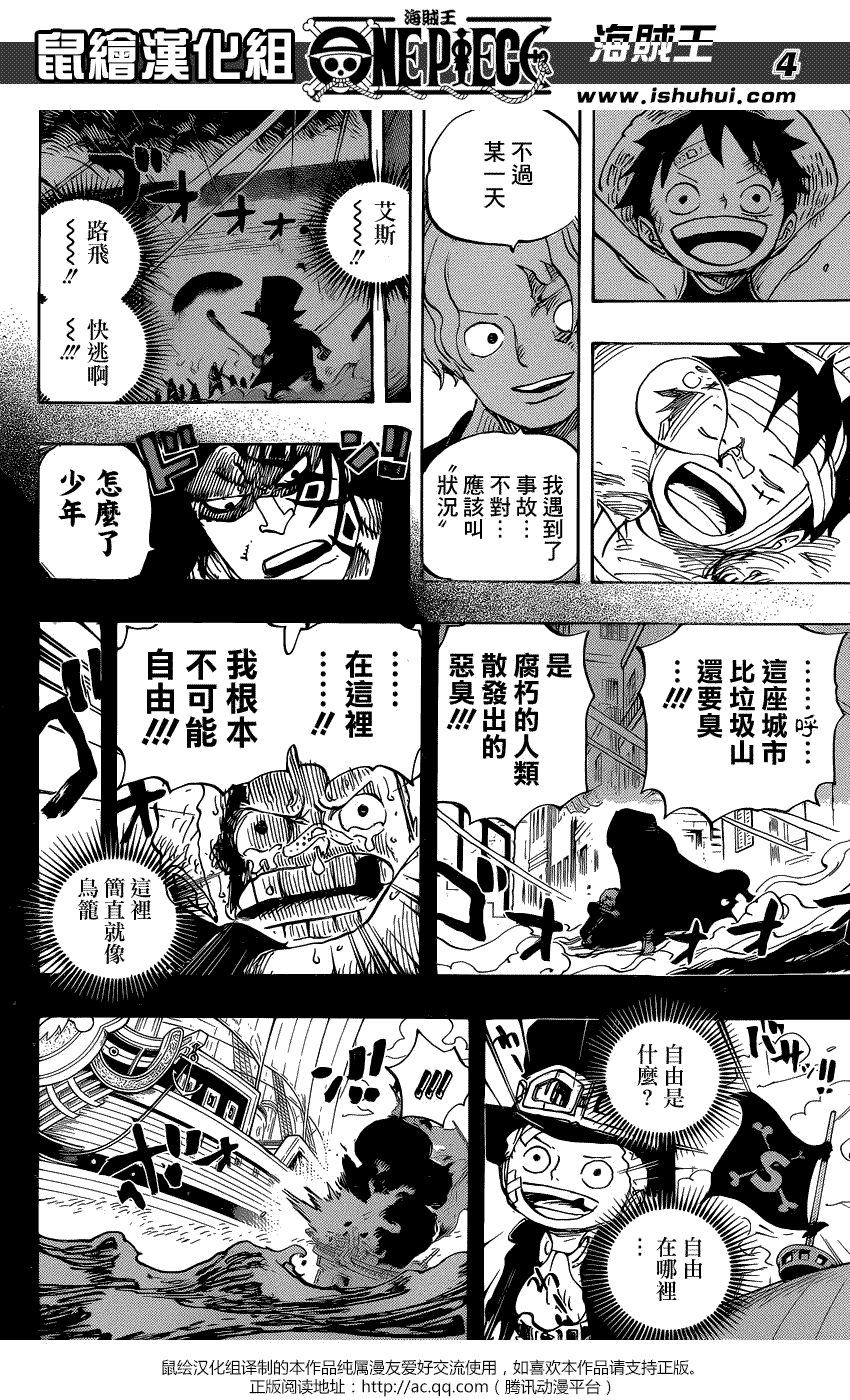 鼠繪漢化組
海賊王
ONE PIECE
海賊王
4
www.ishuhui.com
不過
某一天
我遇到了
事故…
不對…
應該叫
“狀況”
艾斯
〰〰!!
路飛
〰〰!!
快逃啊
〰〰!!!
ゴオオオ
ドン!!
怎麼了
少年
……呼…
這座城市
比垃圾山
還要臭
…!!!
是
腐朽的人類
散發出的
惡臭!!!
……
在這裡
……!!
我根本
不可能
自由!!!
這裡
簡直就像
鳥籠
自由是
什麼?
自由
在哪裡
…
S
!!!
鼠绘汉化组译制的本作品纯属漫友爱好交流使用，如喜欢本作品请支持正版。
正版阅读地址：http://ac.qq.com（腾讯动漫平台）